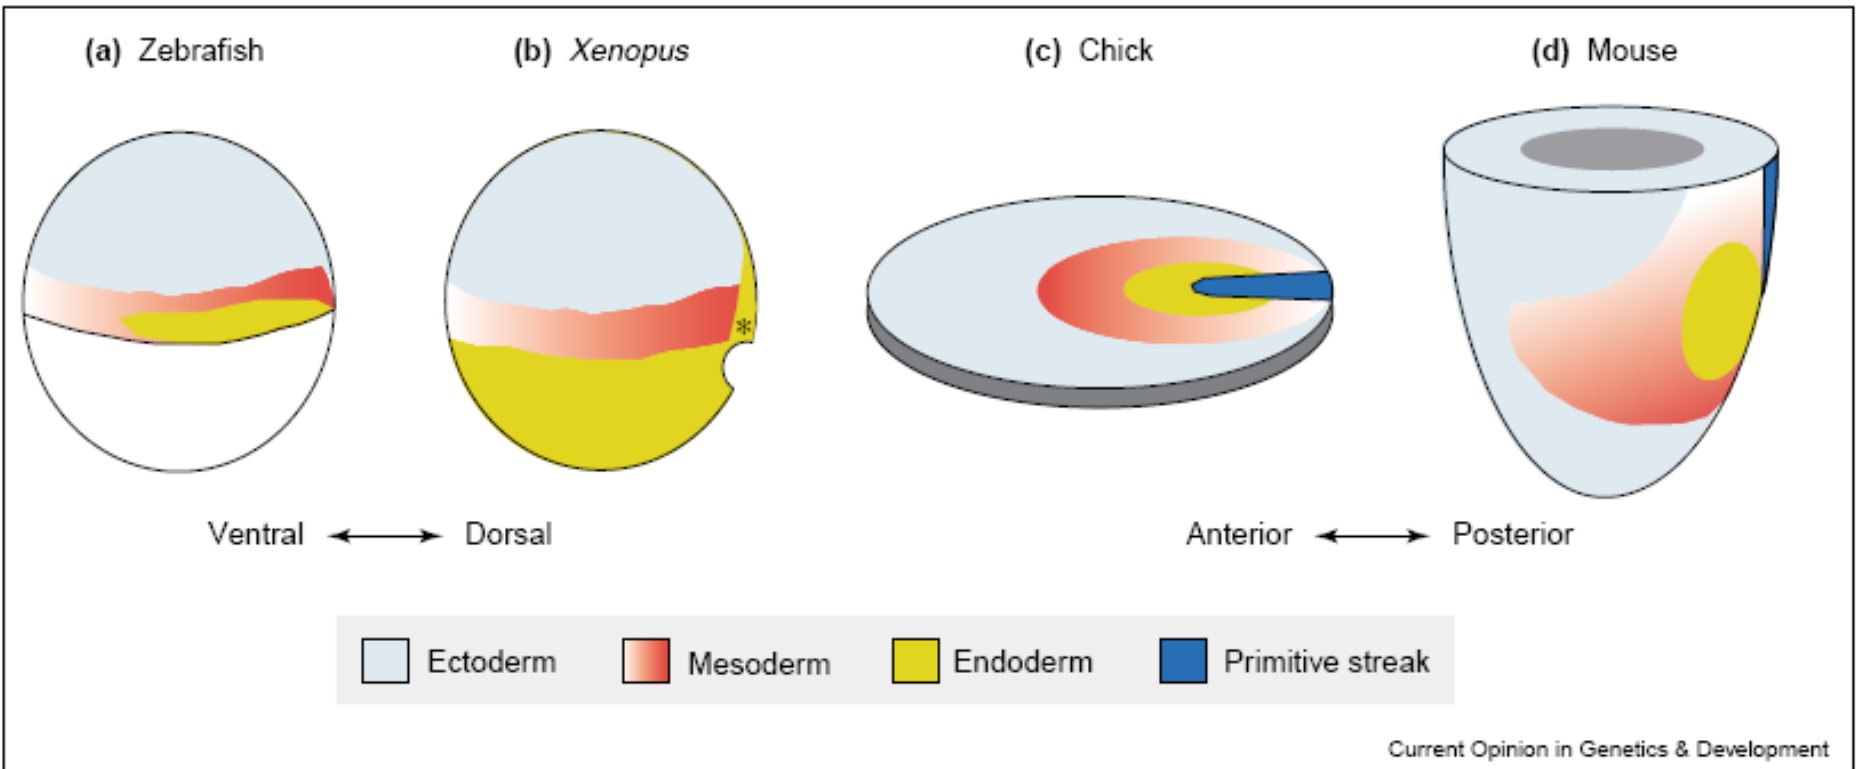 (a) Zebrafish
(b) Xenopus
(c) Chick
(d) Mouse
*
Ventral Dorsal
Anterior Posterior
Ectoderm Mesoderm Endoderm Primitive streak
Current Opinion in Genetics & Development